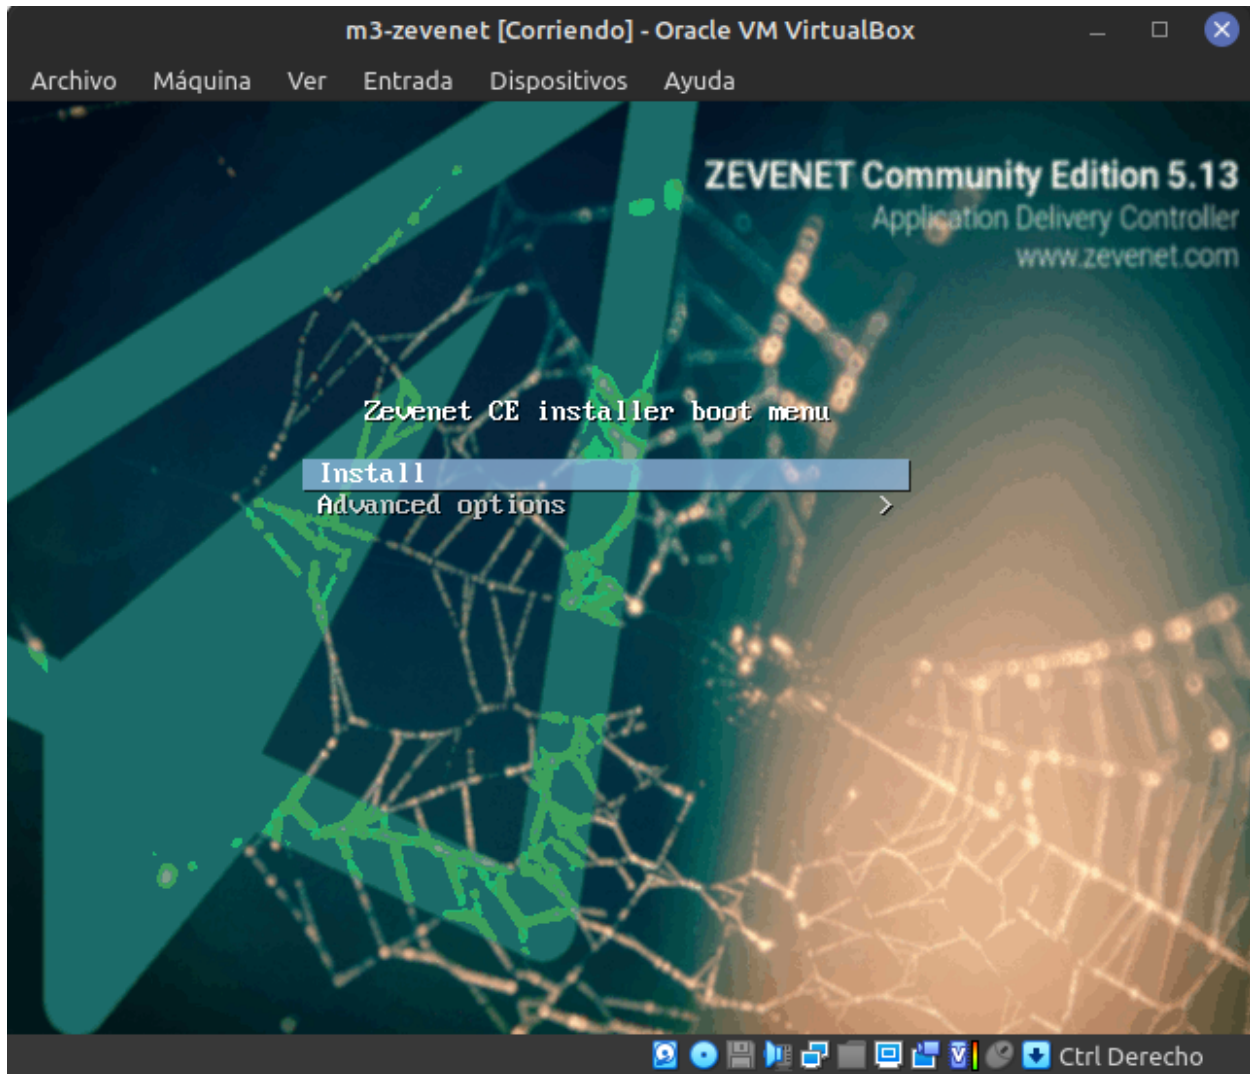 m3-zevenet [Corriendo] - Oracle VM VirtualBox
Archivo Máquina Ver Entrada Dispositivos Ayuda
ZEVENET Community Edition 5.13
Application Delivery Controller
www.zevenet.com
Zevenet CE installer boot menu
Install
Advanced options >
Ctrl Derecho